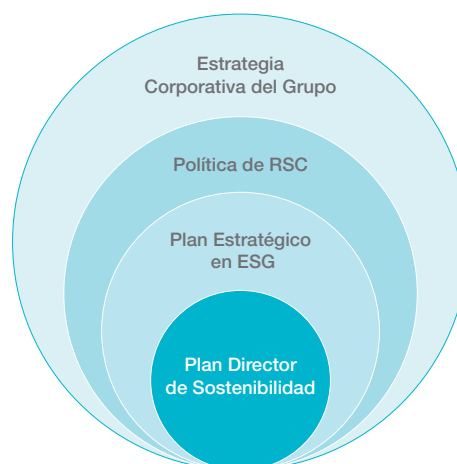 Estrategia
Corporativa del Grupo
Política de RSC
Plan Estratégico
en ESG
Plan Director
de Sostenibilidad